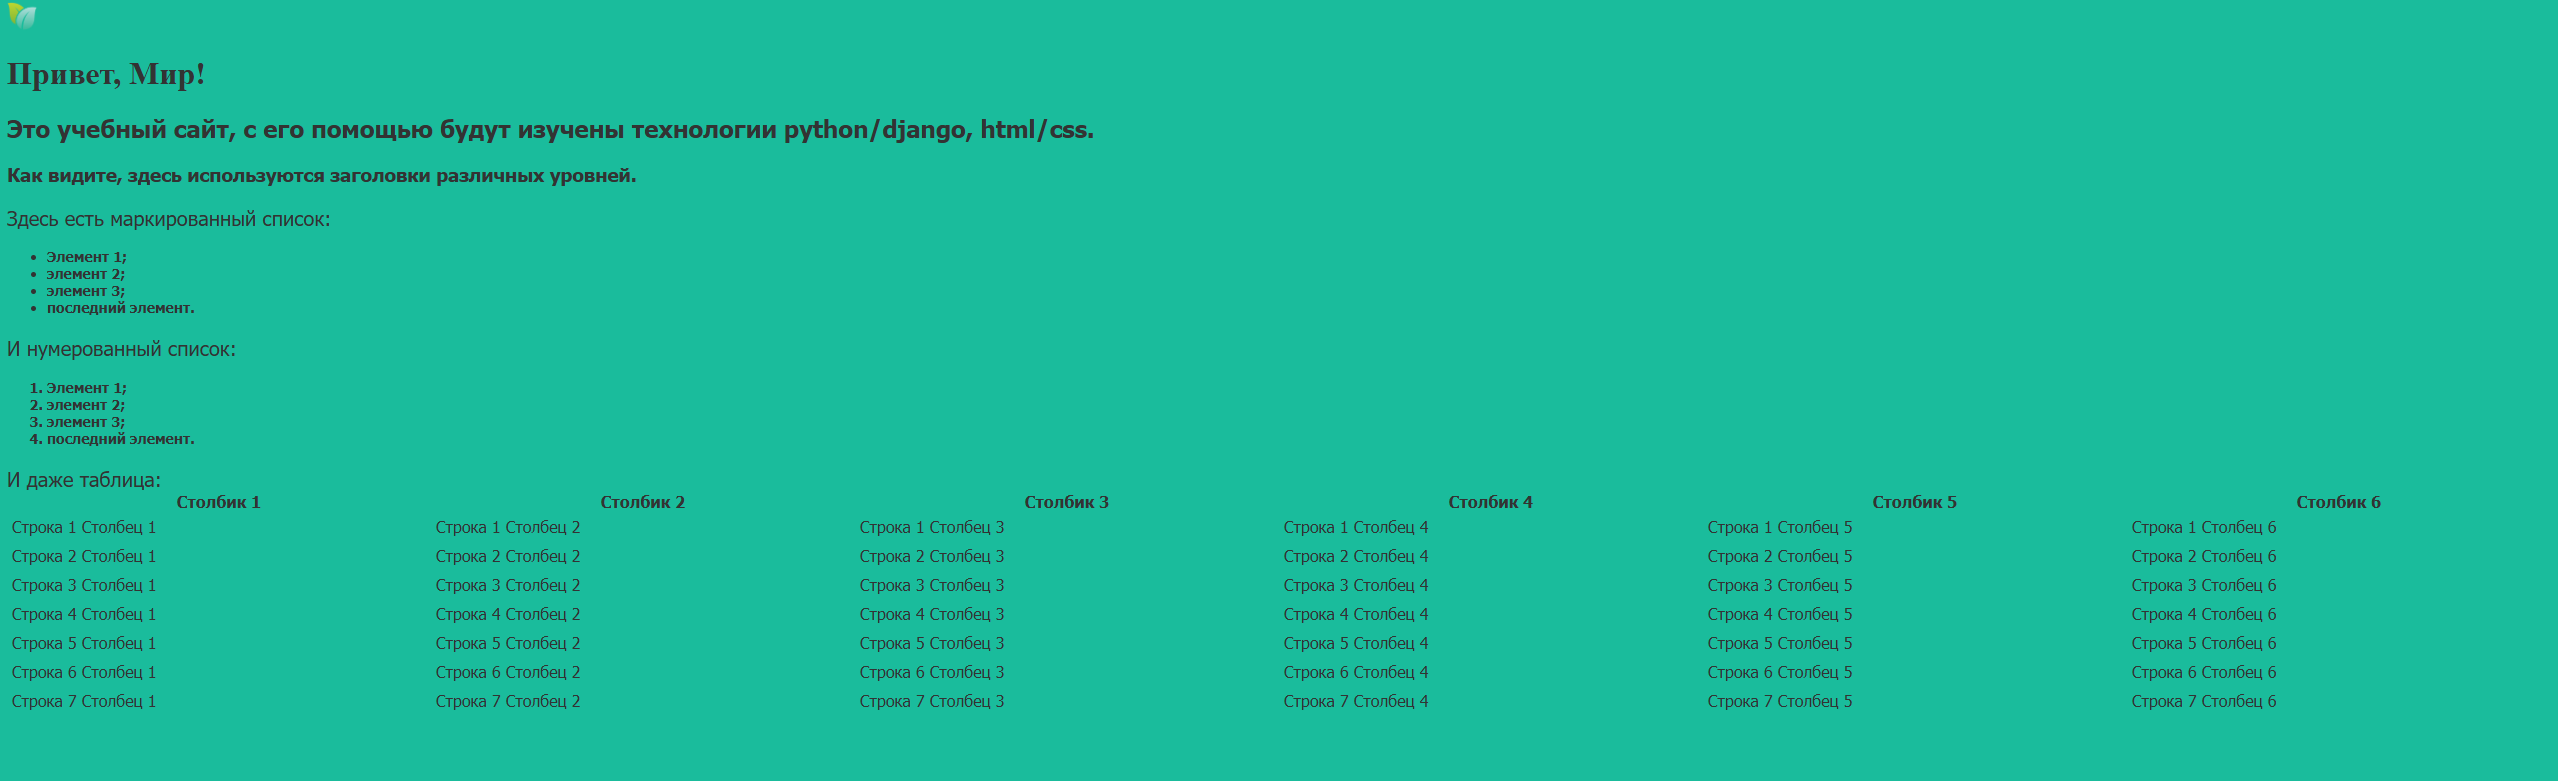 Привет, Мир!
Это учебный сайт, с его помощью будут изучены технологии python/django, html/css.
Как видите, здесь используются заголовки различных уровней.
Здесь есть маркированный список:
• Элемент 1;
• элемент 2;
• элемент 3;
• последний элемент.
И нумерованный список:
1. Элемент 1;
2. элемент 2;
3. элемент 3;
4. последний элемент.
И даже таблица:
Столбик 1 Столбик 2 Столбик 3 Столбик 4 Столбик 5 Столбик 6
Строка 1 Столбец 1 Строка 1 Столбец 2 Строка 1 Столбец 3 Строка 1 Столбец 4 Строка 1 Столбец 5 Строка 1 Столбец 6
Строка 2 Столбец 1 Строка 2 Столбец 2 Строка 2 Столбец 3 Строка 2 Столбец 4 Строка 2 Столбец 5 Строка 2 Столбец 6
Строка 3 Столбец 1 Строка 3 Столбец 2 Строка 3 Столбец 3 Строка 3 Столбец 4 Строка 3 Столбец 5 Строка 3 Столбец 6
Строка 4 Столбец 1 Строка 4 Столбец 2 Строка 4 Столбец 3 Строка 4 Столбец 4 Строка 4 Столбец 5 Строка 4 Столбец 6
Строка 5 Столбец 1 Строка 5 Столбец 2 Строка 5 Столбец 3 Строка 5 Столбец 4 Строка 5 Столбец 5 Строка 5 Столбец 6
Строка 6 Столбец 1 Строка 6 Столбец 2 Строка 6 Столбец 3 Строка 6 Столбец 4 Строка 6 Столбец 5 Строка 6 Столбец 6
Строка 7 Столбец 1 Строка 7 Столбец 2 Строка 7 Столбец 3 Строка 7 Столбец 4 Строка 7 Столбец 5 Строка 7 Столбец 6